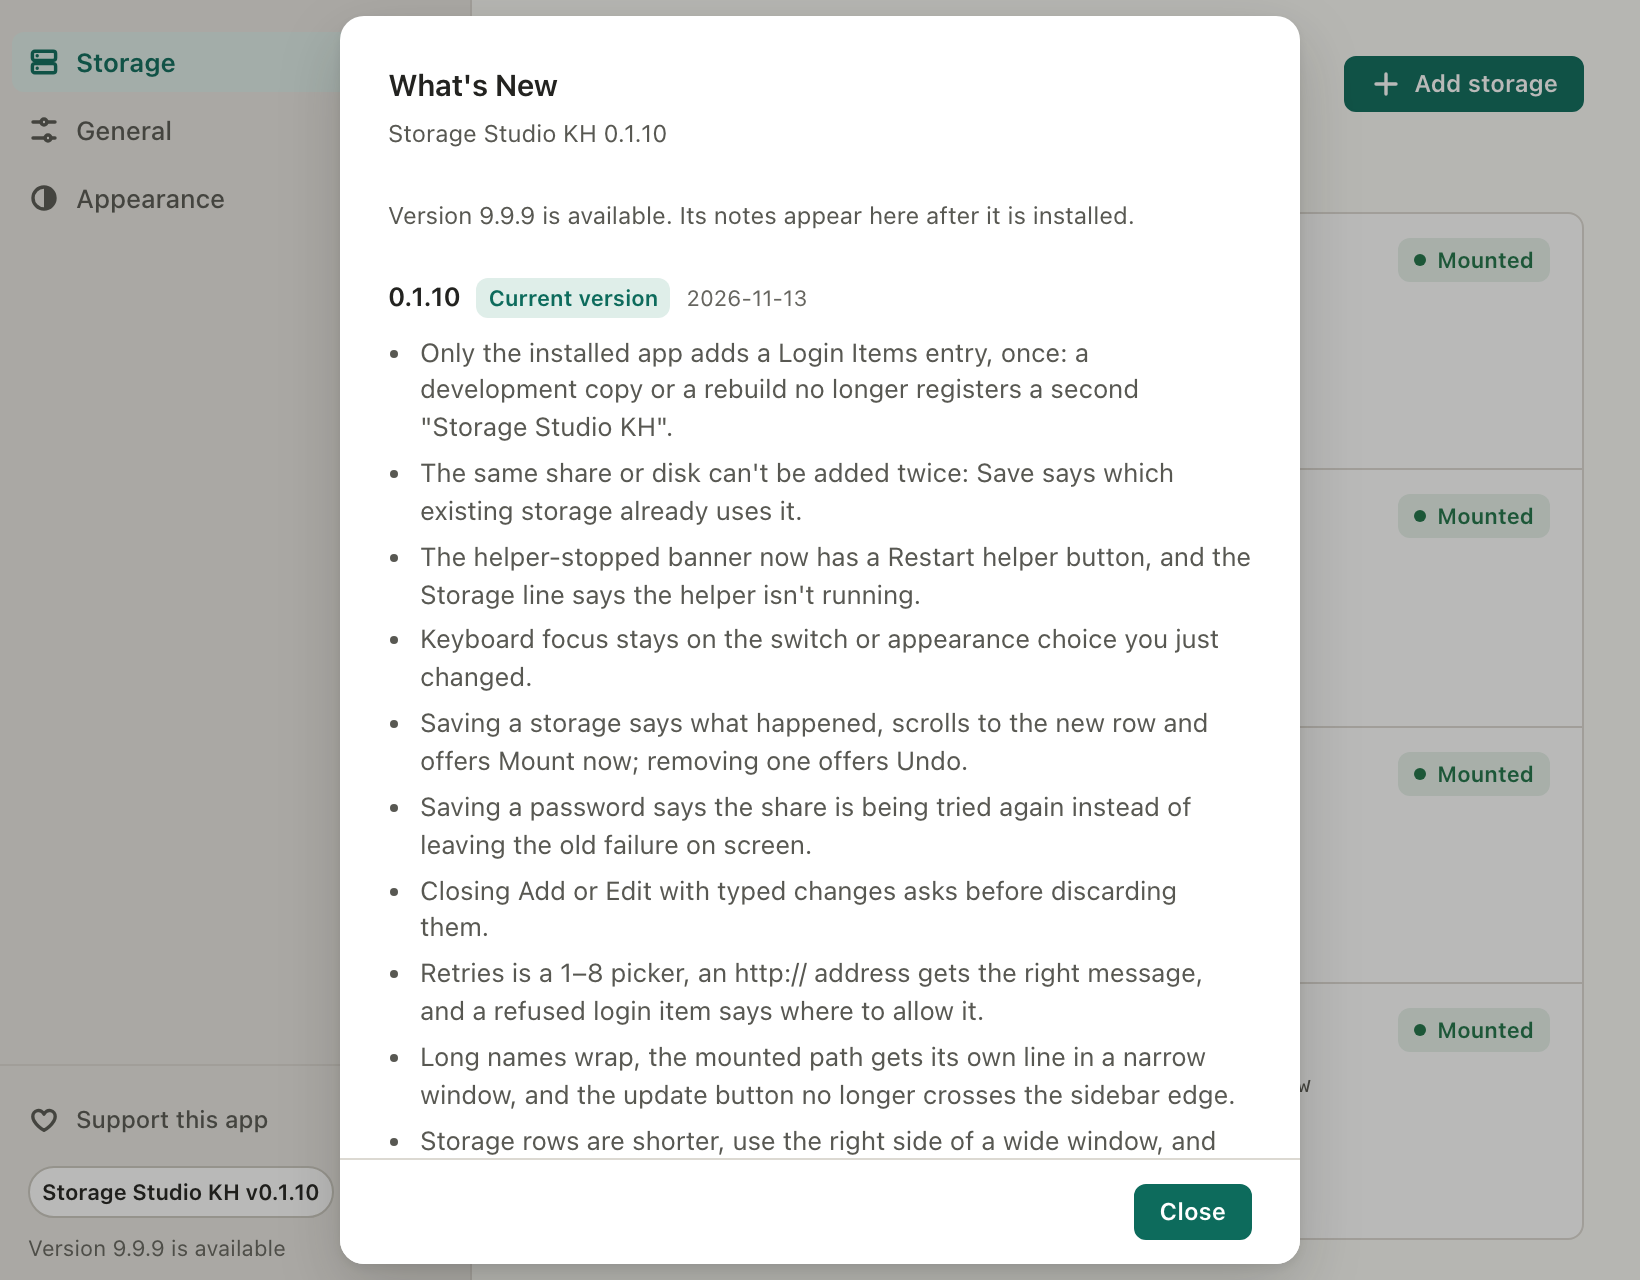 Storage
General
Appearance
Support this app
Storage Studio KH v0.1.10
Version 9.9.9 is available
What's New
Storage Studio KH 0.1.10
Version 9.9.9 is available. Its notes appear here after it is installed.
0.1.10 Current version 2026-11-13
• Only the installed app adds a Login Items entry, once: a
development copy or a rebuild no longer registers a second
"Storage Studio KH".
• The same share or disk can't be added twice: Save says which
existing storage already uses it.
• The helper-stopped banner now has a Restart helper button, and the
Storage line says the helper isn't running.
• Keyboard focus stays on the switch or appearance choice you just
changed.
• Saving a storage says what happened, scrolls to the new row and
offers Mount now; removing one offers Undo.
• Saving a password says the share is being tried again instead of
leaving the old failure on screen.
• Closing Add or Edit with typed changes asks before discarding
them.
• Retries is a 1–8 picker, an http:// address gets the right message,
and a refused login item says where to allow it.
• Long names wrap, the mounted path gets its own line in a narrow
window, and the update button no longer crosses the sidebar edge.
• Storage rows are shorter, use the right side of a wide window, and
Close
+ Add storage
Mounted
Mounted
Mounted
Mounted